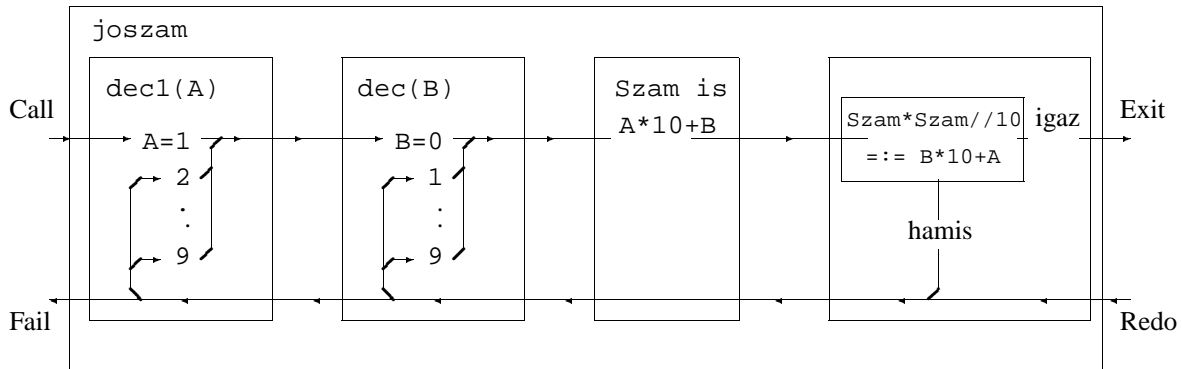 joszam
dec1(A)
dec(B)
Szam is
A*10+B
Call
A=1
2
.
.
9
B=0
1
.
.
9
Szam*Szam//10
=:= B*10+A
igaz
Exit
hamis
Fail
Redo